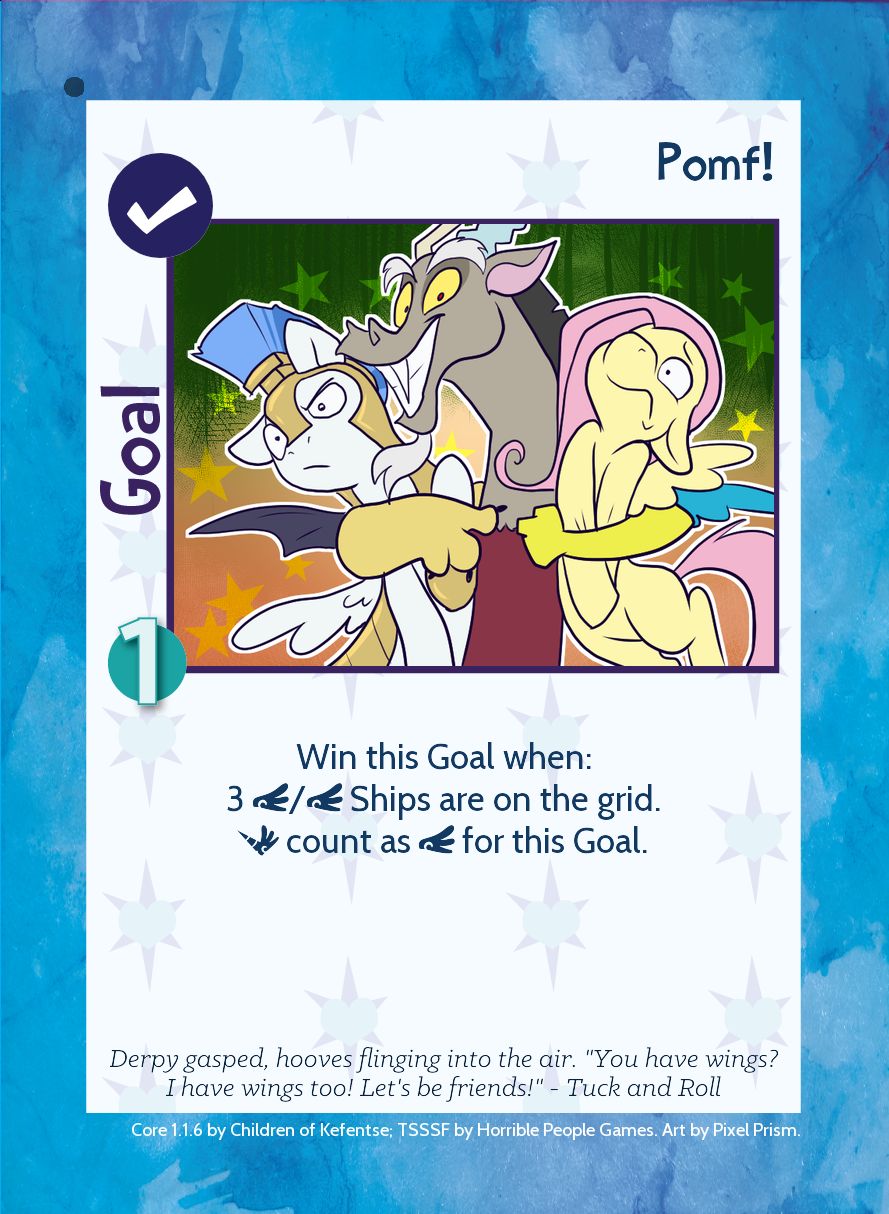 Pomf!
Goal
1
Win this Goal when:
3 / Ships are on the grid.
count as for this Goal.
Derpy gasped, hooves flinging into the air. "You have wings?
I have wings too! Let's be friends!" - Tuck and Roll
Core 1.1.6 by Children of Kefentse; TSSSF by Horrible People Games. Art by Pixel Prism.